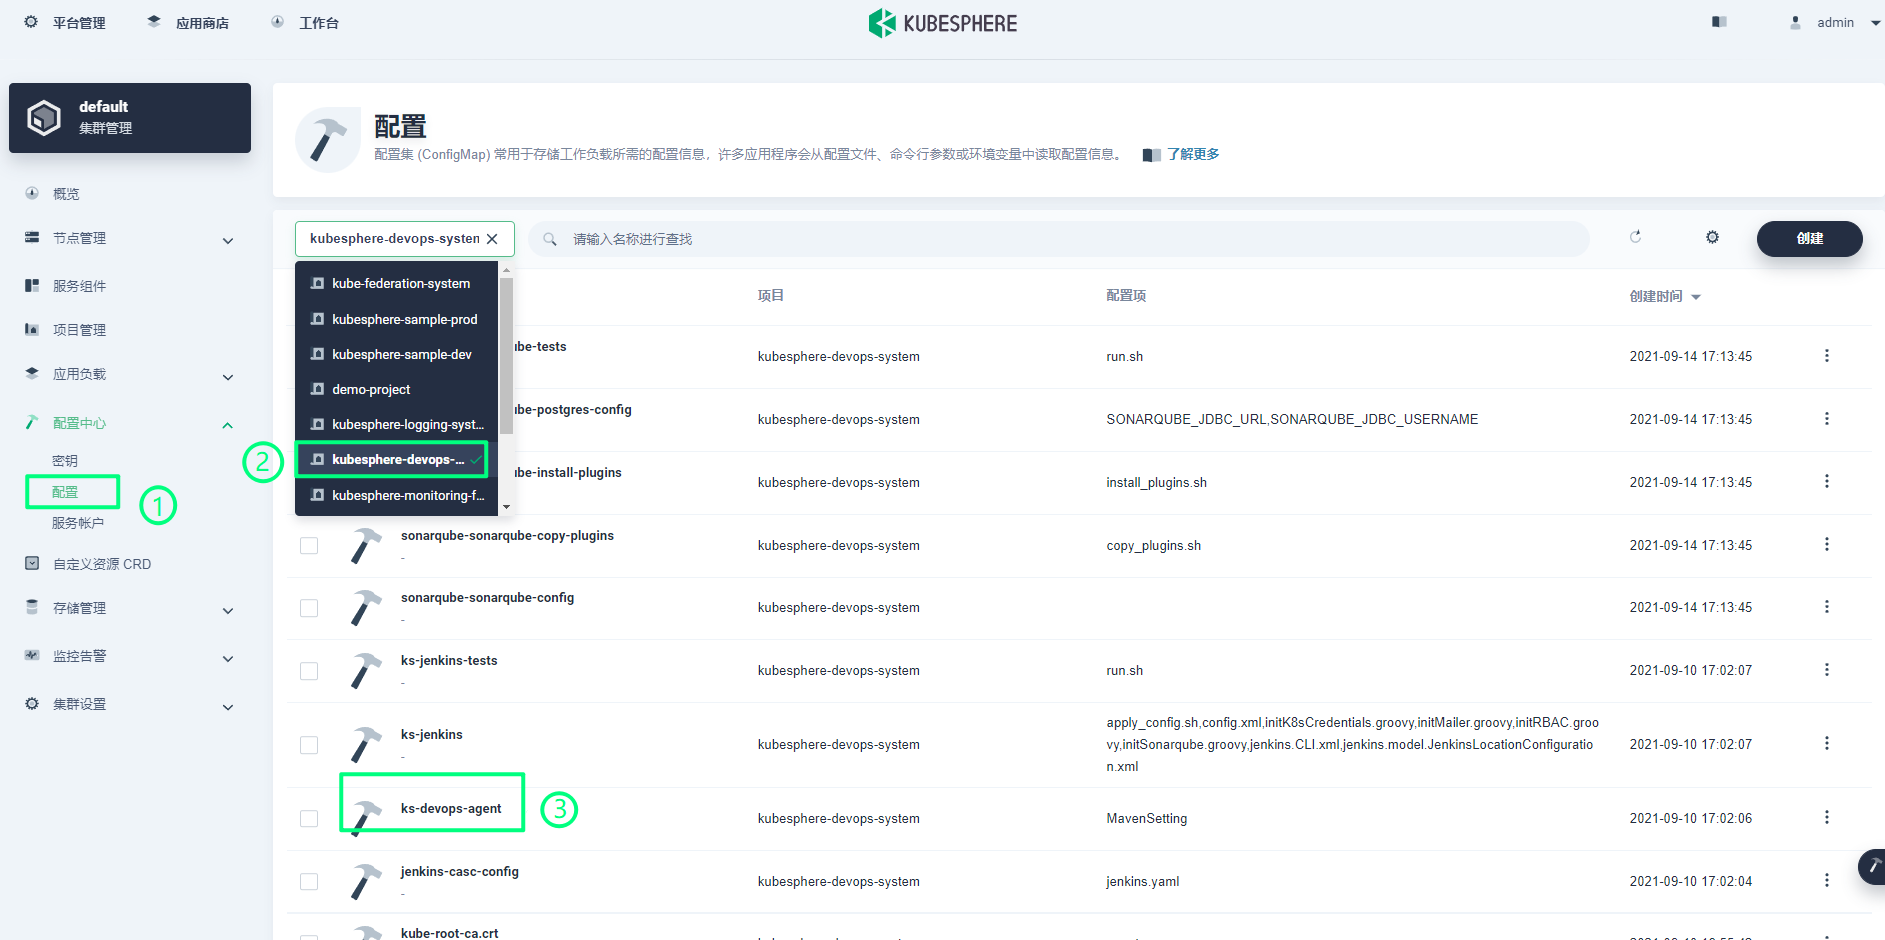 平台管理
应用商店
工作台
KUBESPHERE
admin
default
集群管理
概览
节点管理
服务组件
项目管理
应用负载
配置中心
密钥
配置
服务帐户
自定义资源 CRD
存储管理
监控告警
集群设置
1
2
3
配置
配置集 (ConfigMap) 常用于存储工作负载所需的配置信息，许多应用程序会从配置文件、命令行参数或环境变量中读取配置信息。
了解更多
kubesphere-devops-system
请输入名称进行查找
创建
kube-federation-system
kubesphere-sample-prod
kubesphere-sample-dev
demo-project
kubesphere-logging-syst...
kubesphere-devops-...
kubesphere-monitoring-f...
项目
配置项
创建时间
ube-tests
kubesphere-devops-system
run.sh
2021-09-14 17:13:45
ube-postgres-config
kubesphere-devops-system
SONARQUBE_JDBC_URL,SONARQUBE_JDBC_USERNAME
2021-09-14 17:13:45
ube-install-plugins
kubesphere-devops-system
install_plugins.sh
2021-09-14 17:13:45
sonarqube-sonarqube-copy-plugins
-
kubesphere-devops-system
copy_plugins.sh
2021-09-14 17:13:45
sonarqube-sonarqube-config
-
kubesphere-devops-system
2021-09-14 17:13:45
ks-jenkins-tests
-
kubesphere-devops-system
run.sh
2021-09-10 17:02:07
ks-jenkins
-
kubesphere-devops-system
apply_config.sh,config.xml,initK8sCredentials.groovy,initMailer.groovy,initRBAC.groo
vy,initSonarqube.groovy,jenkins.CLI.xml,jenkins.model.JenkinsLocationConfiguratio
n.xml
2021-09-10 17:02:07
ks-devops-agent
kubesphere-devops-system
MavenSetting
2021-09-10 17:02:06
jenkins-casc-config
-
kubesphere-devops-system
jenkins.yaml
2021-09-10 17:02:04
kube-root-ca.crt